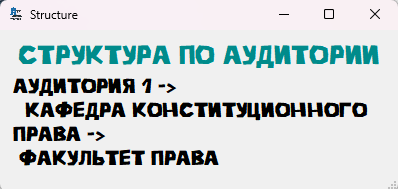 Structure
СТРУКТУРА ПО АУДИТОРИИ
АУДИТОРИЯ 1 ->
КАФЕДРА КОНСТИТУЦИОННОГО
ПРАВА ->
ФАКУЛЬТЕТ ПРАВА